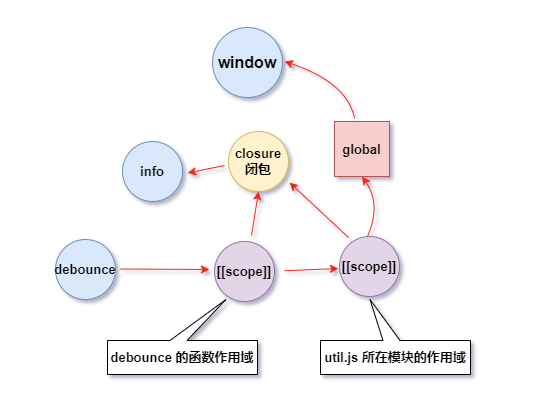 window
closure
闭包
global
info
debounce
[[scope]]
[[scope]]
debounce 的函数作用域
util.js 所在模块的作用域